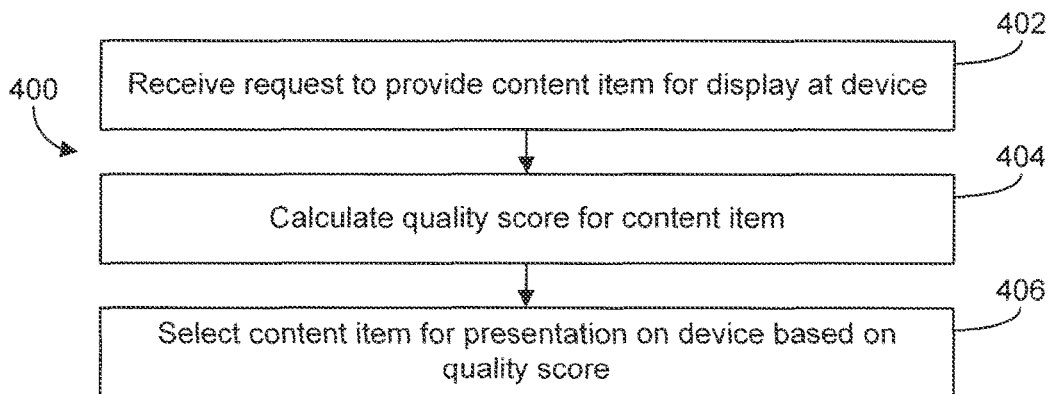 402
Receive request to provide content item for display at device
400
404
Calculate quality score for content item
406
Select content item for presentation on device based on
quality score